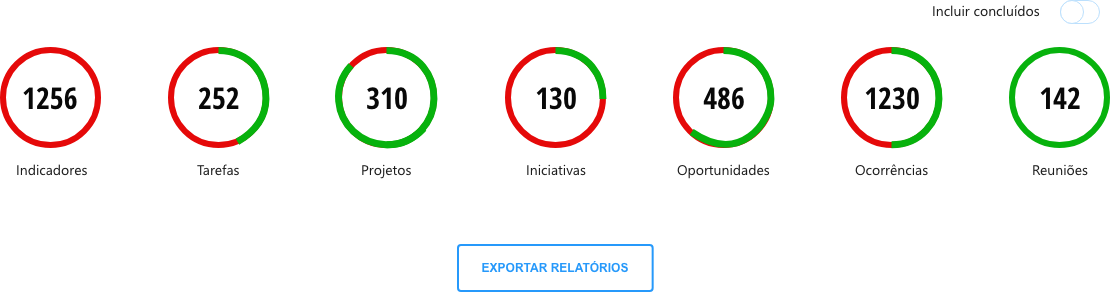 Incluir concluídos
1256
252
310
130
486
1230
142
Indicadores
Tarefas
Projetos
Iniciativas
Oportunidades
Ocorrências
Reuniões
EXPORTAR RELATÓRIOS